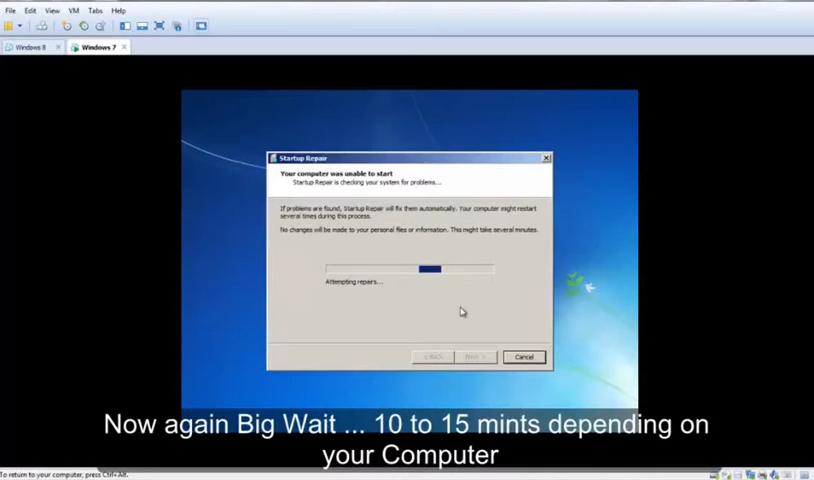 File Edit View VM Tabs Help
Windows 8 × Windows 7 ×
Startup Repair
Your computer was unable to start
Startup Repair is checking your system for problems...
If problems are found, Startup Repair will fix them automatically. Your computer might restart
several times during this process.
No changes will be made to your personal files or information. This might take several minutes.
Attempting repairs...
< Back Next > Cancel
Now again Big Wait ... 10 to 15 mints depending on
your Computer
To return to your computer, press Ctrl+Alt.